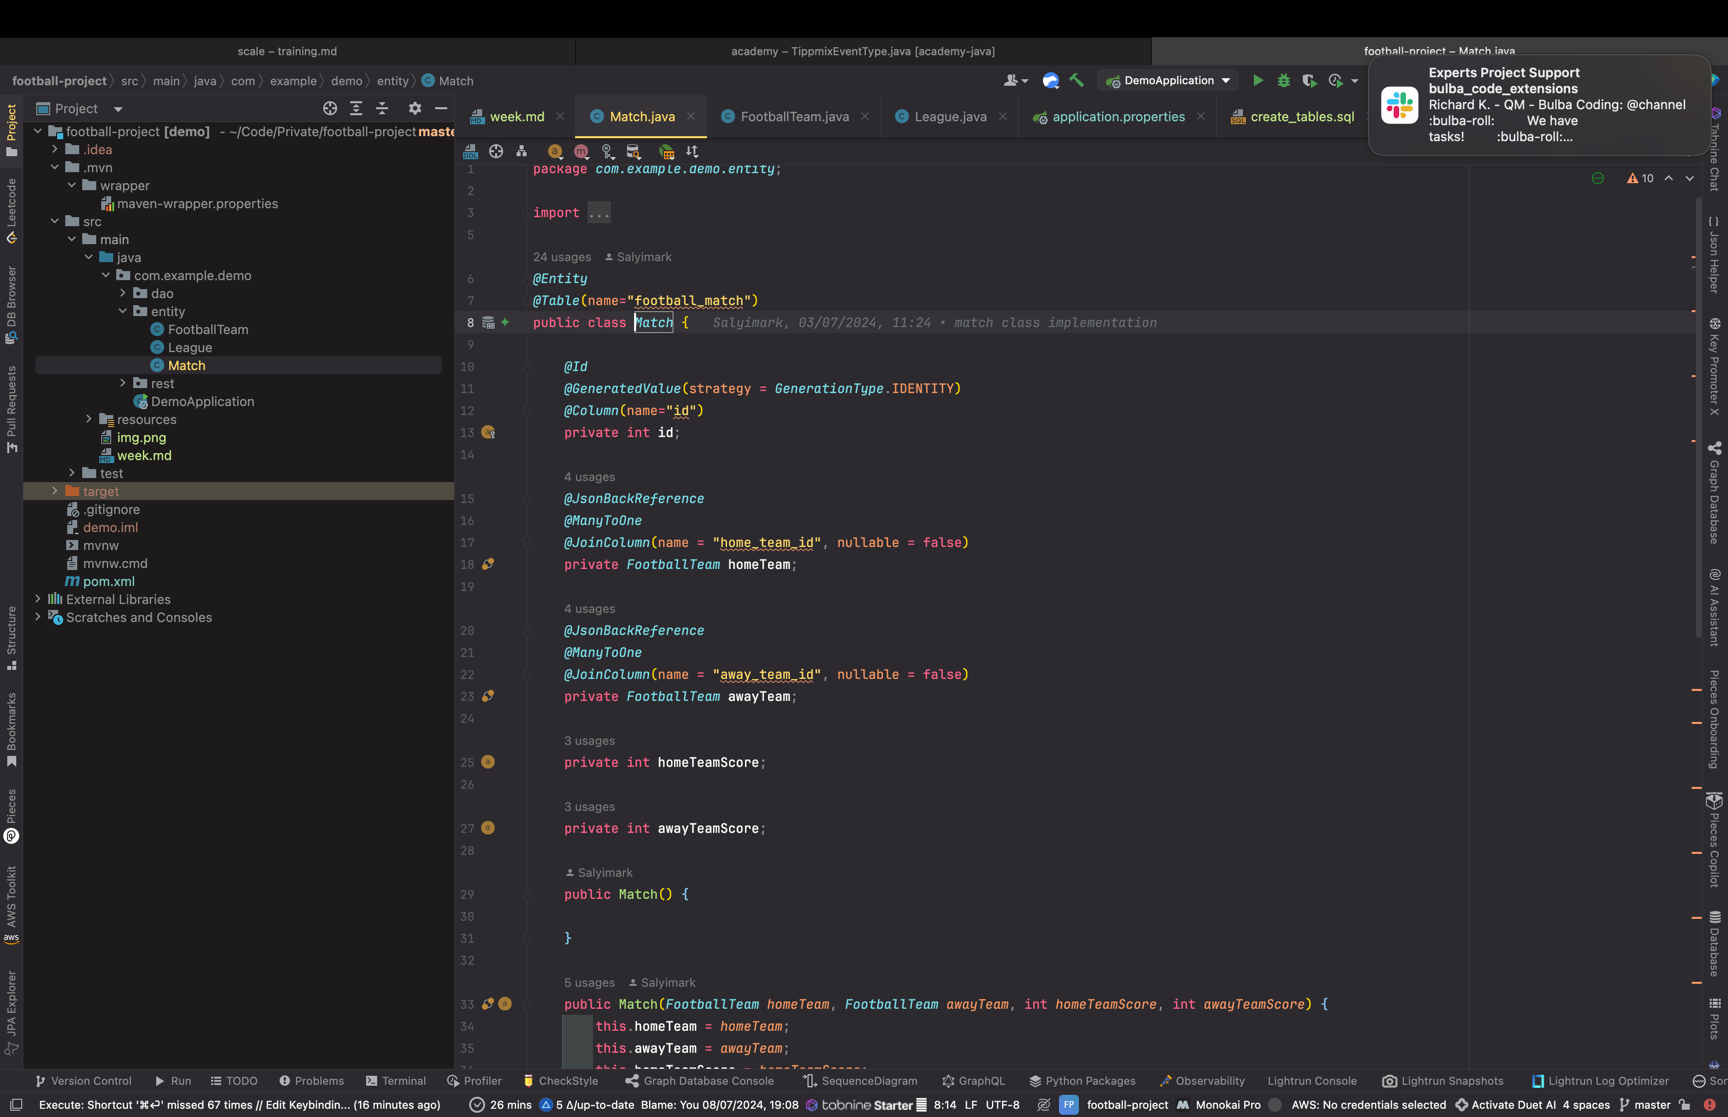 scale – training.md
academy – TippmixEventType.java [academy-java]
football-project – Match.java
football-project
src
main
java
com
example
demo
entity
Match
DemoApplication
Experts Project Support
bulba_code_extensions
Richard K. - QM - Bulba Coding: @channel
:bulba-roll: We have
tasks! :bulba-roll:...
Project
week.md
Match.java
FootballTeam.java
League.java
application.properties
create_tables.sql
football-project [demo] - ~/Code/Private/football-project maste
.idea
.mvn
wrapper
maven-wrapper.properties
src
main
java
com.example.demo
dao
entity
FootballTeam
League
Match
rest
DemoApplication
resources
img.png
week.md
test
target
.gitignore
demo.iml
mvnw
mvnw.cmd
pom.xml
External Libraries
Scratches and Consoles
Project
Leetcode
DB Browser
Pull Requests
Structure
Bookmarks
Pieces
AWS Toolkit
aws
JPA Explorer
10
1 package com.example.demo.entity;
2
3 import ...
5
24 usages Salyimark
6 @Entity
7 @Table(name="football_match")
8 public class Match { Salyimark, 03/07/2024, 11:24 • match class implementation
9
10 @Id
11 @GeneratedValue(strategy = GenerationType.IDENTITY)
12 @Column(name="id")
13 private int id;
14
4 usages
15 @JsonBackReference
16 @ManyToOne
17 @JoinColumn(name = "home_team_id", nullable = false)
18 private FootballTeam homeTeam;
19
4 usages
20 @JsonBackReference
21 @ManyToOne
22 @JoinColumn(name = "away_team_id", nullable = false)
23 private FootballTeam awayTeam;
24
3 usages
25 private int homeTeamScore;
26
3 usages
27 private int awayTeamScore;
28
Salyimark
29 public Match() {
30
31 }
32
5 usages Salyimark
33 public Match(FootballTeam homeTeam, FootballTeam awayTeam, int homeTeamScore, int awayTeamScore) {
34 this.homeTeam = homeTeam;
35 this.awayTeam = awayTeam;
this.homeTeamScore = homeTeamScore;
Tabnine Chat
Json Helper
Key Promoter X
Graph Database
AI Assistant
Pieces Onboarding
Pieces Copilot
Database
Plots
Version Control
Run
TODO
Problems
Terminal
Profiler
CheckStyle
Graph Database Console
SequenceDiagram
GraphQL
Python Packages
Observability
Lightrun Console
Lightrun Snapshots
Lightrun Log Optimizer
Execute: Shortcut '⌘↩' missed 67 times // Edit Keybindin... (16 minutes ago)
26 mins
5 Δ/up-to-date
Blame: You 08/07/2024, 19:08
tabnine Starter
8:14
LF
UTF-8
FP
football-project
Monokai Pro
AWS: No credentials selected
Activate Duet AI
4 spaces
master